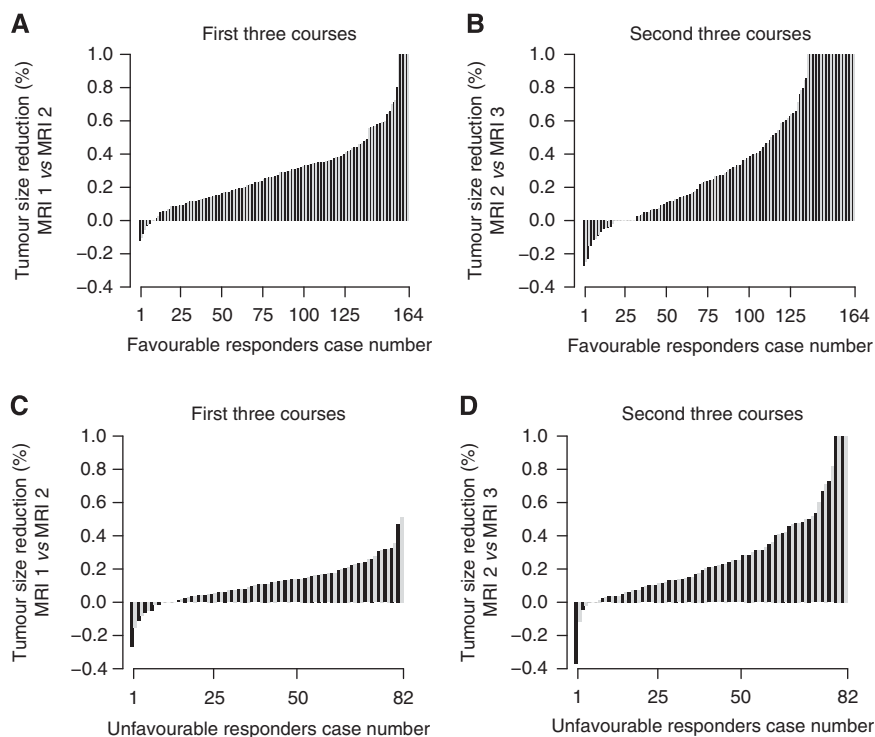 A
First three courses
Tumour size reduction (%)
MRI 1 vs MRI 2
1.0
0.8
0.6
0.4
0.2
0.0
−0.2
−0.4
1 25 50 75 100 125 164
Favourable responders case number
B
Second three courses
Tumour size reduction (%)
MRI 2 vs MRI 3
1.0
0.8
0.6
0.4
0.2
0.0
−0.2
−0.4
1 25 50 75 100 125 164
Favourable responders case number
C
First three courses
Tumour size reduction (%)
MRI 1 vs MRI 2
1.0
0.8
0.6
0.4
0.2
0.0
−0.2
−0.4
1 25 50 82
Unfavourable responders case number
D
Second three courses
Tumour size reduction (%)
MRI 2 vs MRI 3
1.0
0.8
0.6
0.4
0.2
0.0
−0.2
−0.4
1 25 50 82
Unfavourable responders case number